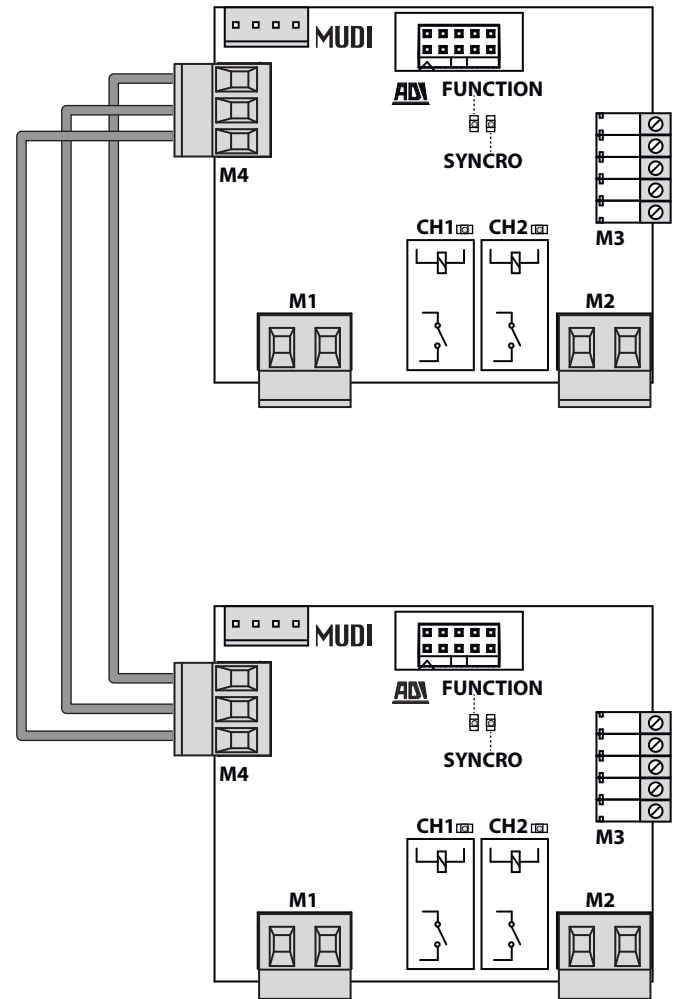 MUDI
ADI FUNCTION
M4
SYNCRO
CH1 CH2
M3
M1
M2
MUDI
ADI FUNCTION
M4
SYNCRO
CH1 CH2
M3
M1
M2